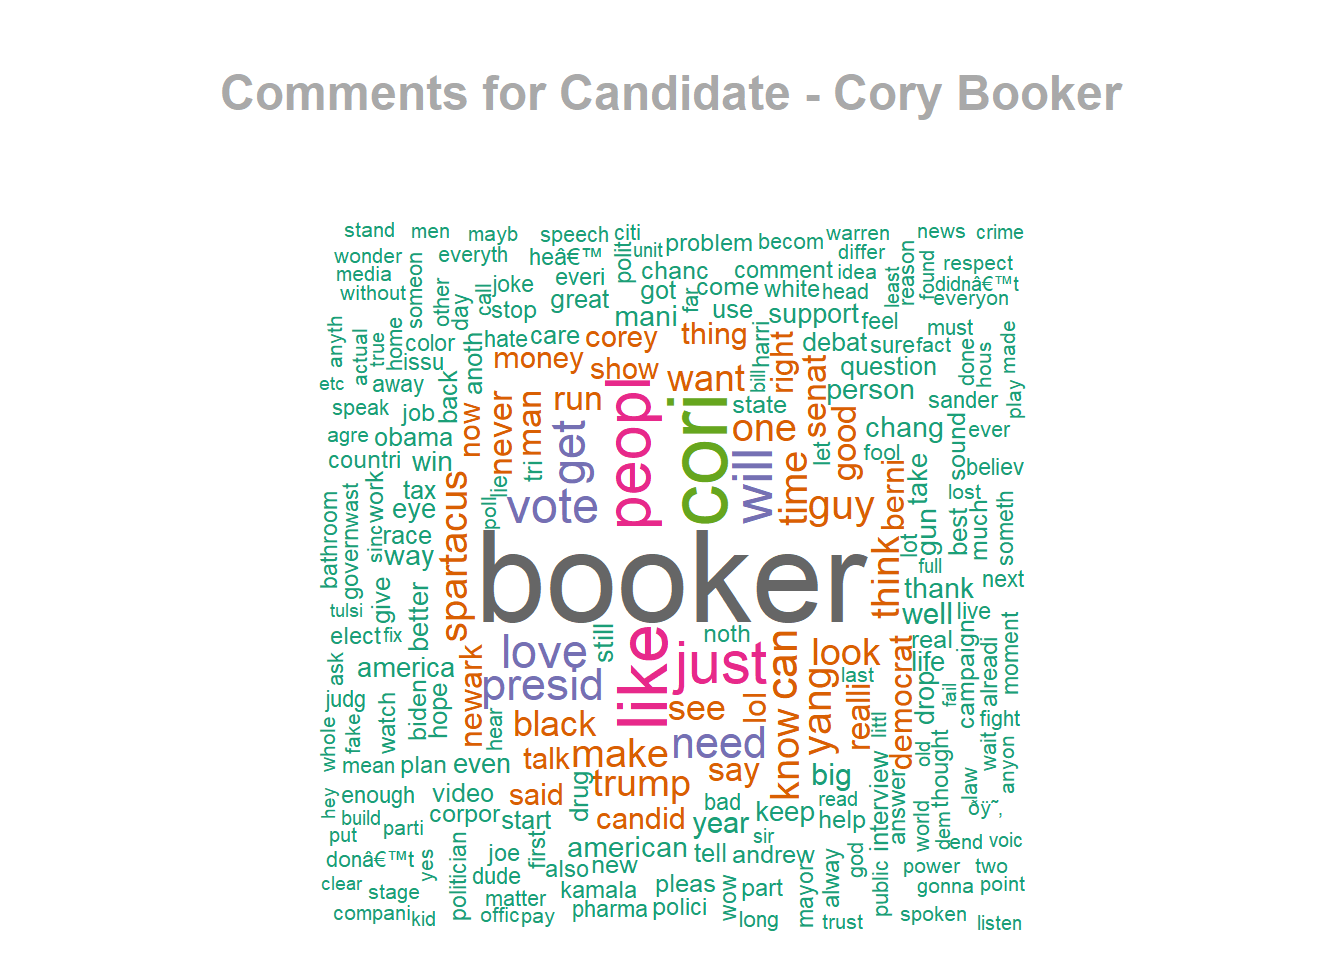 Comments for Candidate - Cory Booker
stand men mayb speech citi warren news crime
wonder everyth heâ€™ polit unit problem becom differ reason found respect
media someon other call joke everi chanc comment idea least didnâ€™t
without day stop great got far come white head everyon
mani use support feel must
anyth actual true home color hate care corey thing harri right debat sure fact done hous made
issu anoth money show want bill senat question
etc away back run person sander play
speak job now never man get peopl cori will state one good chang ever
agre obama tri let fool sound
countri win lie vote time guy berni take believ
tax work poll gun best lost much someth
bathroom governwast sinc eye race spartacus booker think lot
way full next
tulsi give better thank
elect fix love still noth well live
ask america newark presid like just can look democrat real life campaign alreadi moment
judg last drop fail
whole fake watch biden hope hear black see lol yang realli littl fight
need know old wait anyon
mean plan even talk make say big thought
hey enough video said drug trump bad read interview answer world law ðŸ˜‚
build corpor start candid year keep help dem
put parti first sir end voic
donâ€™t yes politician joe american tell andrew god power two
also new
clear stage dude kamala pleas wow part mayor alway public gonna point
matter
compani kid offic pay pharma polici long trust spoken listen